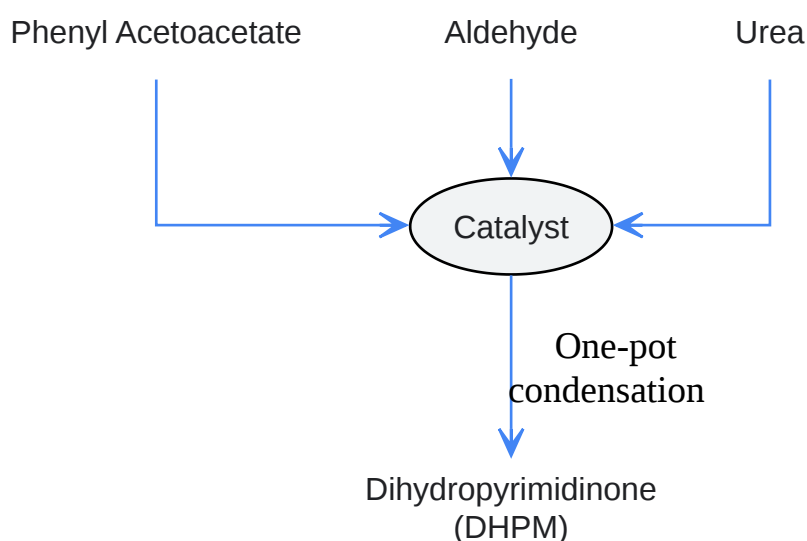 Phenyl Acetoacetate
Aldehyde
Urea
Catalyst
One-pot
condensation
Dihydropyrimidinone
(DHPM)